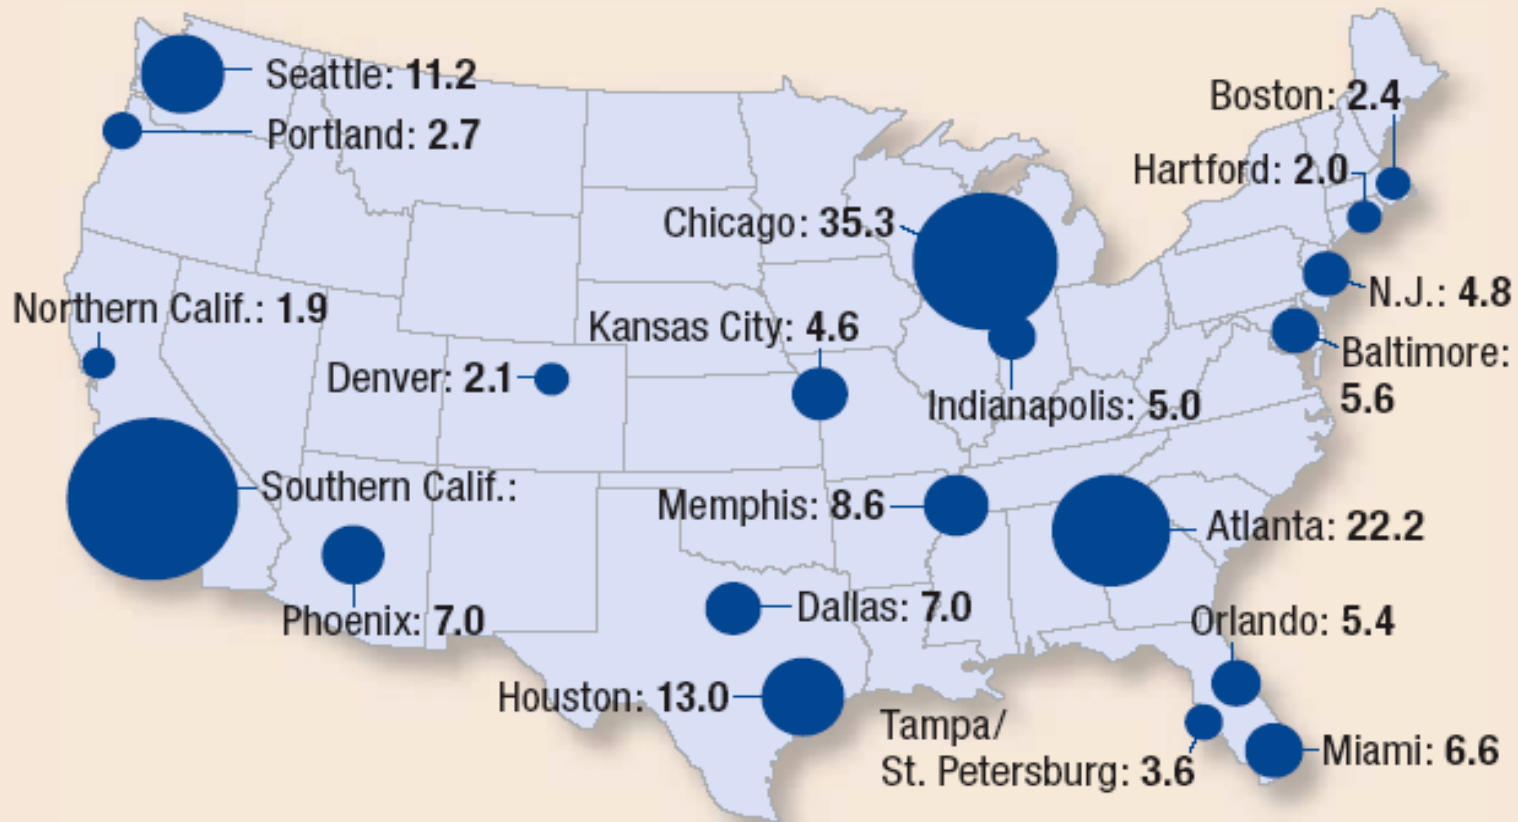 Seattle: 11.2
Portland: 2.7
Boston: 2.4
Hartford: 2.0
Chicago: 35.3
N.J.: 4.8
Northern Calif.: 1.9
Kansas City: 4.6
Baltimore:
5.6
Denver: 2.1
Indianapolis: 5.0
Southern Calif.:
Memphis: 8.6
Atlanta: 22.2
Phoenix: 7.0
Dallas: 7.0
Orlando: 5.4
Houston: 13.0
Tampa/
St. Petersburg: 3.6
Miami: 6.6